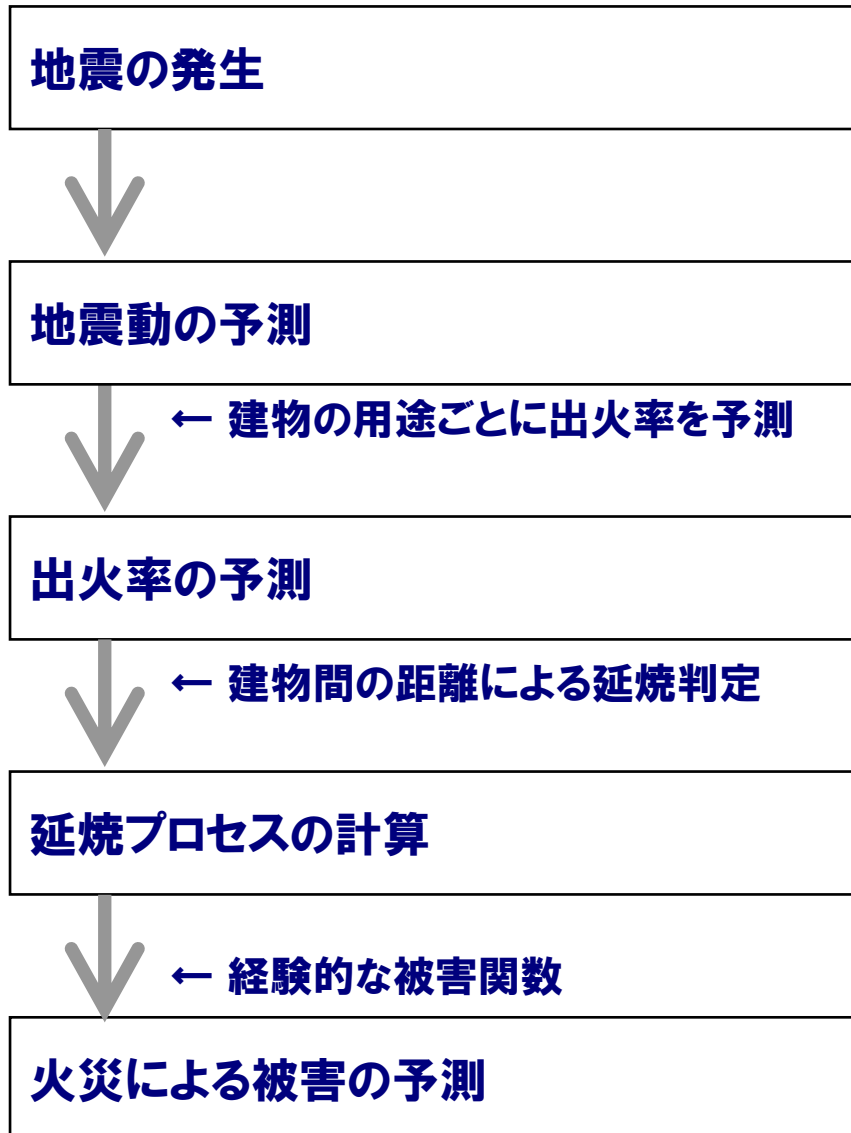 地震の発生
地震動の予測
← 建物の用途ごとに出火率を予測
出火率の予測
← 建物間の距離による延焼判定
延焼プロセスの計算
← 経験的な被害関数
火災による被害の予測